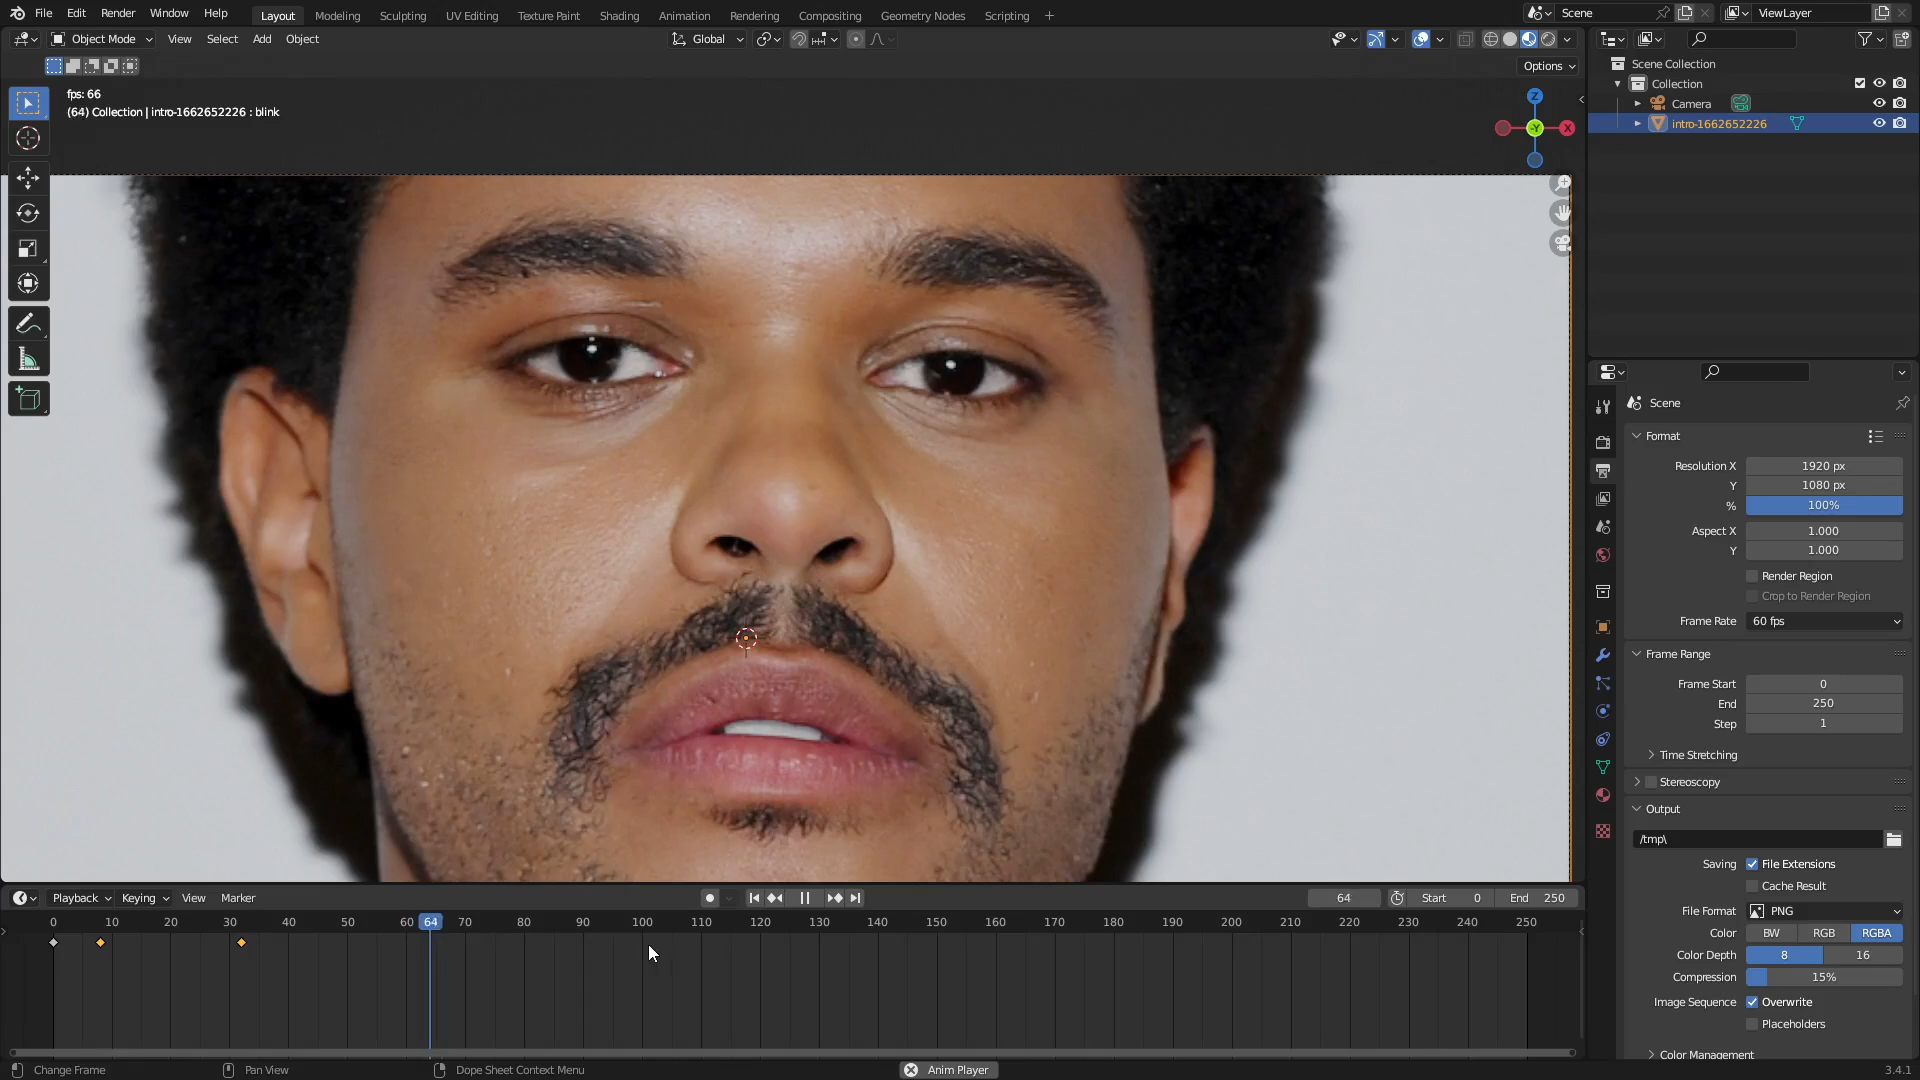 File Edit Render Window Help Layout Modeling Sculpting UV Editing Texture Paint Shading Animation Rendering Compositing Geometry Nodes Scripting + Scene ViewLayer
Object Mode View Select Add Object Global
Options
fps: 66
(64) Collection | intro-1662652226 : blink
Z
-Y
X
Scene Collection
Collection
Camera
intro-1662652226
Scene
Format
Resolution X 1920 px
Y 1080 px
% 100%
Aspect X 1.000
Y 1.000
Render Region
Crop to Render Region
Frame Rate 60 fps
Frame Range
Frame Start 0
End 250
Step 1
Time Stretching
Stereoscopy
Output
/tmp\
Saving File Extensions
Cache Result
File Format PNG
Color BW RGB RGBA
Color Depth 8 16
Compression 15%
Image Sequence Overwrite
Placeholders
Color Management
Playback Keying View Marker 64 Start 0 End 250
0 10 20 30 40 50 60 64 70 80 90 100 110 120 130 140 150 160 170 180 190 200 210 220 230 240 250
Change Frame Pan View Dope Sheet Context Menu Anim Player 3.4.1